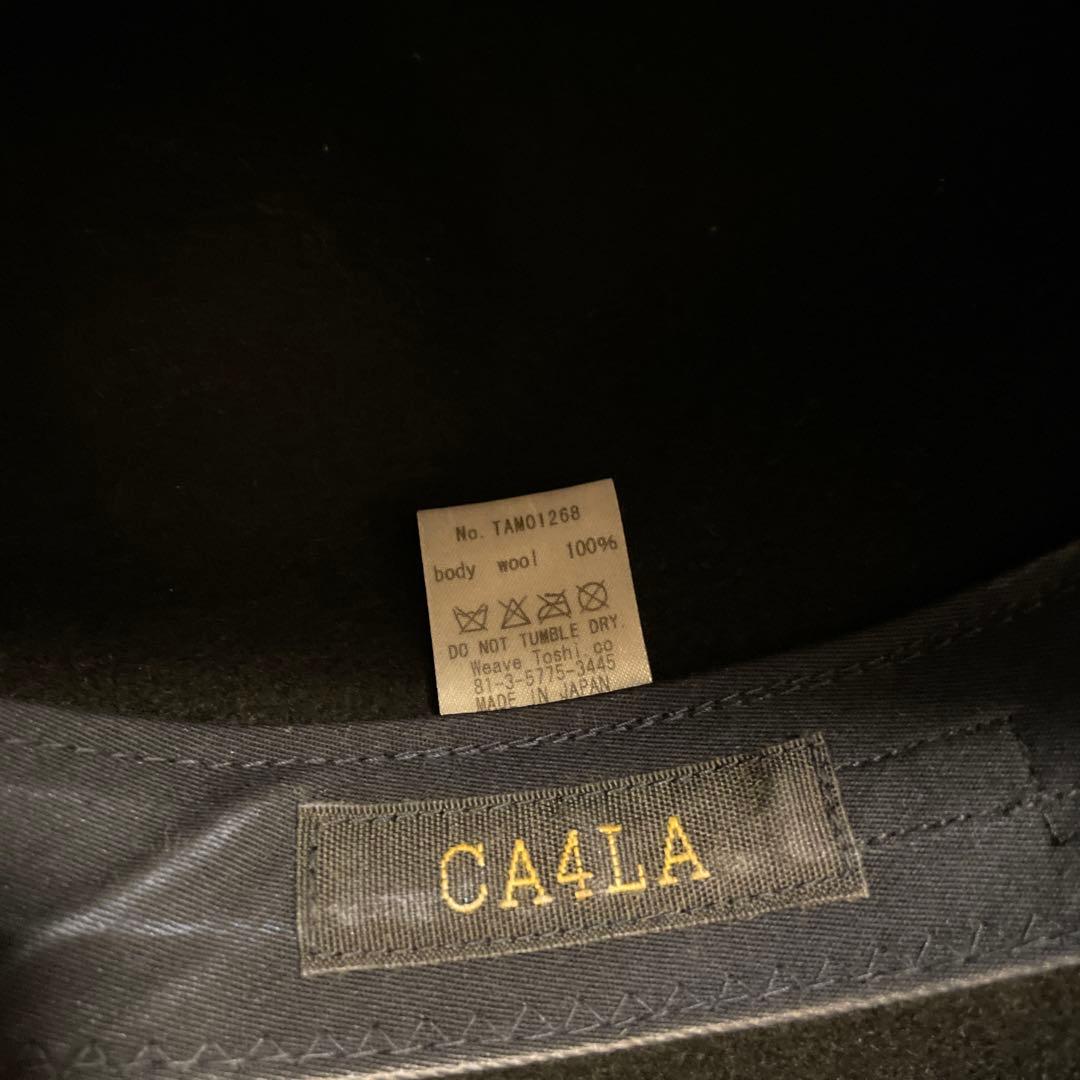 No. TAM01268
body wool 100%
DO NOT TUMBLE DRY.
Weave Toshi.co
81-3-5775-3445
MADE IN JAPAN
CA4LA